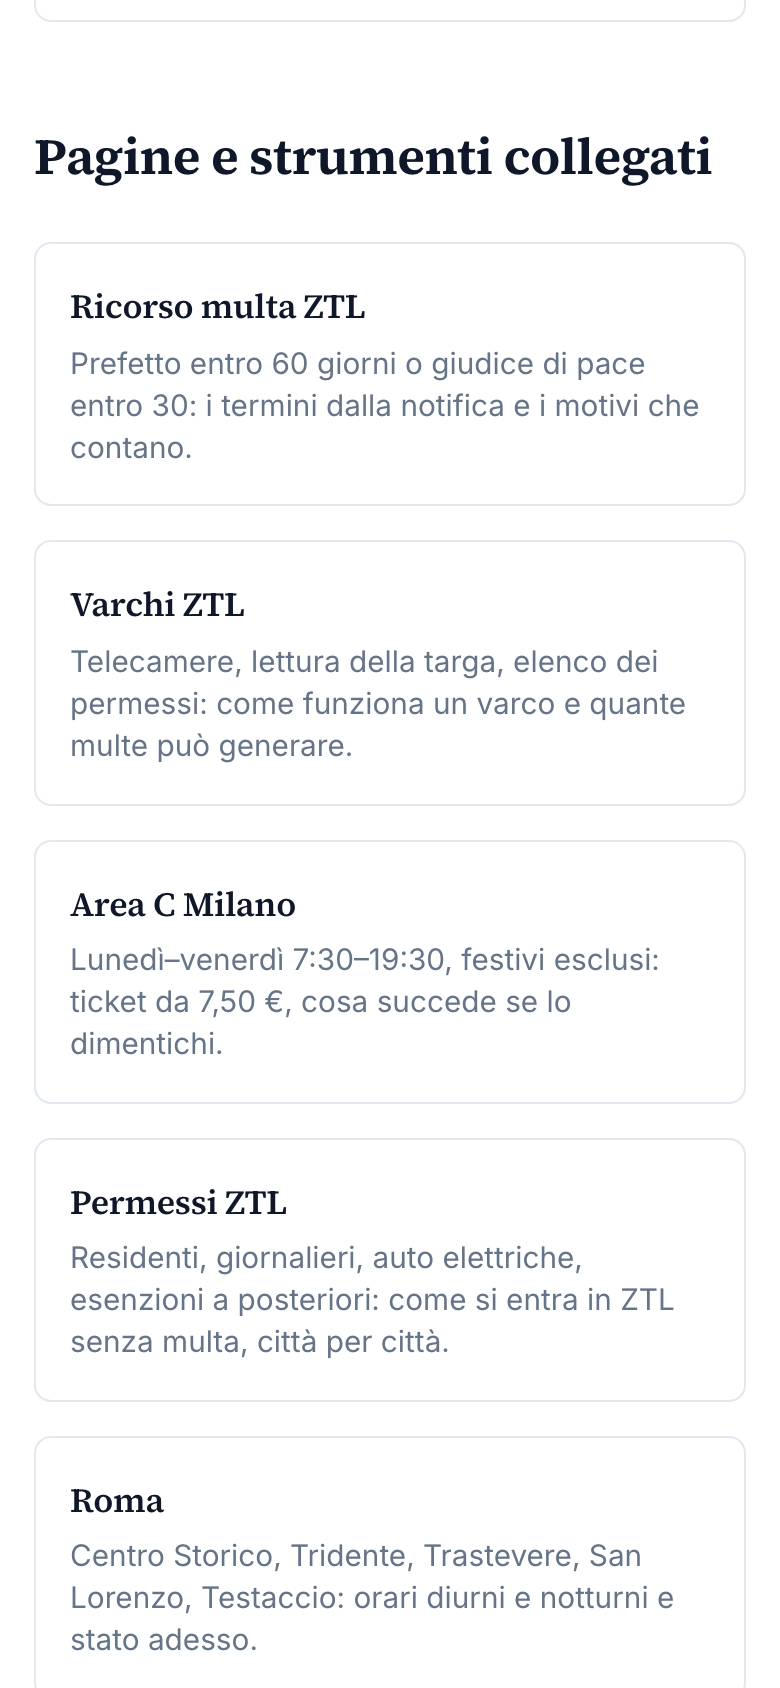 Pagine e strumenti collegati
Ricorso multa ZTL
Prefetto entro 60 giorni o giudice di pace
entro 30: i termini dalla notifica e i motivi che
contano.
Varchi ZTL
Telecamere, lettura della targa, elenco dei
permessi: come funziona un varco e quante
multe può generare.
Area C Milano
Lunedì–venerdì 7:30–19:30, festivi esclusi:
ticket da 7,50 €, cosa succede se lo
dimentichi.
Permessi ZTL
Residenti, giornalieri, auto elettriche,
esenzioni a posteriori: come si entra in ZTL
senza multa, città per città.
Roma
Centro Storico, Tridente, Trastevere, San
Lorenzo, Testaccio: orari diurni e notturni e
stato adesso.